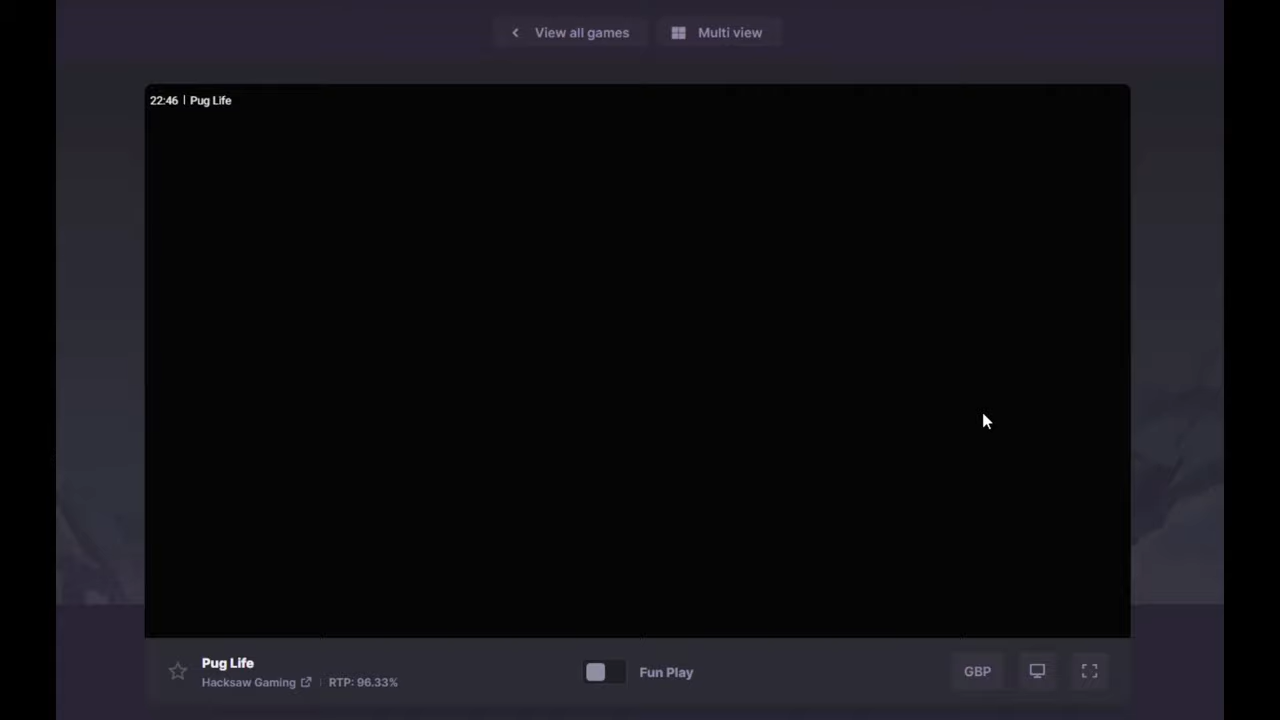 View all games
Multi view
22:46 | Pug Life
Pug Life
Hacksaw Gaming | RTP: 96.33%
Fun Play
GBP